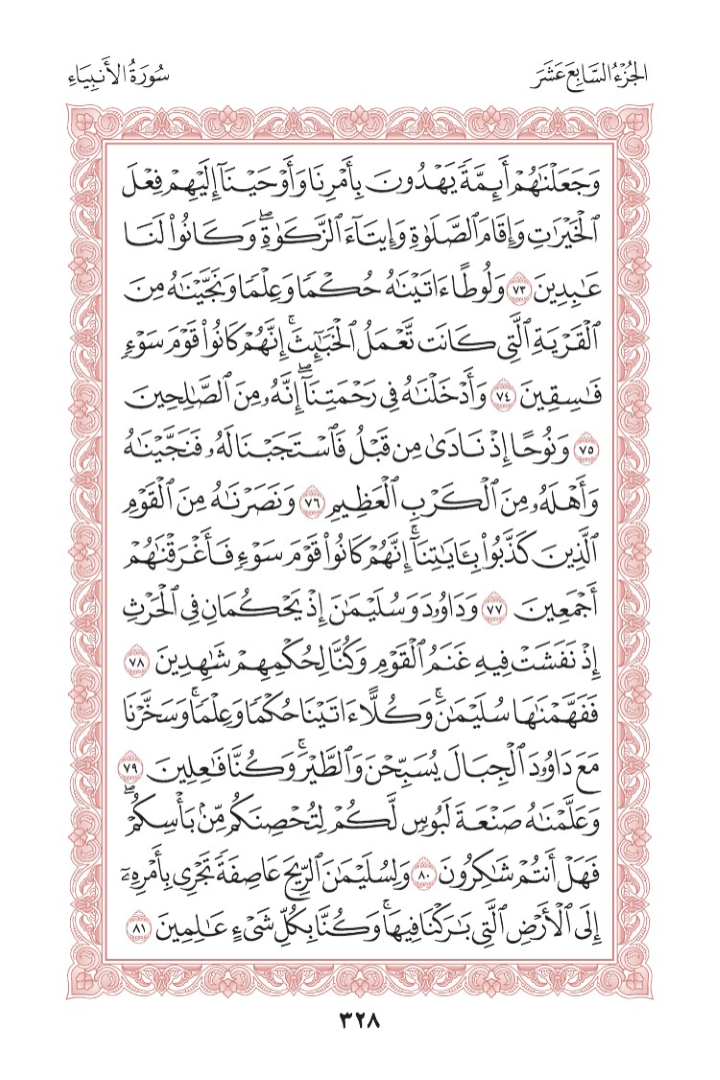 الجُزْءُ السَّابِعَ عَشَرَ
سُورَةُ الأَنبِيَاءِ
وَجَعَلْنَٰهُمْ أَئِمَّةً يَهْدُونَ بِأَمْرِنَا وَأَوْحَيْنَآ إِلَيْهِمْ فِعْلَ
ٱلْخَيْرَٰتِ وَإِقَامَ ٱلصَّلَوٰةِ وَإِيتَآءَ ٱلزَّكَوٰةِۖ وَكَانُوا۟ لَنَا
عَٰبِدِينَ ٧٣ وَلُوطًا ءَاتَيْنَٰهُ حُكْمًا وَعِلْمًا وَنَجَّيْنَٰهُ مِنَ
ٱلْقَرْيَةِ ٱلَّتِى كَانَت تَّعْمَلُ ٱلْخَبَٰٓئِثَۚ إِنَّهُمْ كَانُوا۟ قَوْمَ سَوْءٍ
فَٰسِقِينَ ٧٤ وَأَدْخَلْنَٰهُ فِى رَحْمَتِنَآۖ إِنَّهُۥ مِنَ ٱلصَّٰلِحِينَ
٧٥ وَنُوحًا إِذْ نَادَىٰ مِن قَبْلُ فَٱسْتَجَبْنَا لَهُۥ فَنَجَّيْنَٰهُ
وَأَهْلَهُۥ مِنَ ٱلْكَرْبِ ٱلْعَظِيمِ ٧٦ وَنَصَرْنَٰهُ مِنَ ٱلْقَوْمِ
ٱلَّذِينَ كَذَّبُوا۟ بِـَٔايَٰتِنَآۚ إِنَّهُمْ كَانُوا۟ قَوْمَ سَوْءٍ فَأَغْرَقْنَٰهُمْ
أَجْمَعِينَ ٧٧ وَدَاوُۥدَ وَسُلَيْمَٰنَ إِذْ يَحْكُمَانِ فِى ٱلْحَرْثِ
إِذْ نَفَشَتْ فِيهِ غَنَمُ ٱلْقَوْمِ وَكُنَّا لِحُكْمِهِمْ شَٰهِدِينَ ٧٨
فَفَهَّمْنَٰهَا سُلَيْمَٰنَۚ وَكُلًّا ءَاتَيْنَا حُكْمًا وَعِلْمًاۚ وَسَخَّرْنَا
مَعَ دَاوُۥدَ ٱلْجِبَالَ يُسَبِّحْنَ وَٱلطَّيْرَۚ وَكُنَّا فَٰعِلِينَ ٧٩
وَعَلَّمْنَٰهُ صَنْعَةَ لَبُوسٍ لَّكُمْ لِتُحْصِنَكُم مِّنۢ بَأْسِكُمْۖ
فَهَلْ أَنتُمْ شَٰكِرُونَ ٨٠ وَلِسُلَيْمَٰنَ ٱلرِّيحَ عَاصِفَةً تَجْرِى بِأَمْرِهِۦٓ
إِلَى ٱلْأَرْضِ ٱلَّتِى بَٰرَكْنَا فِيهَاۚ وَكُنَّا بِكُلِّ شَىْءٍ عَٰلِمِينَ ٨١
٣٢٨